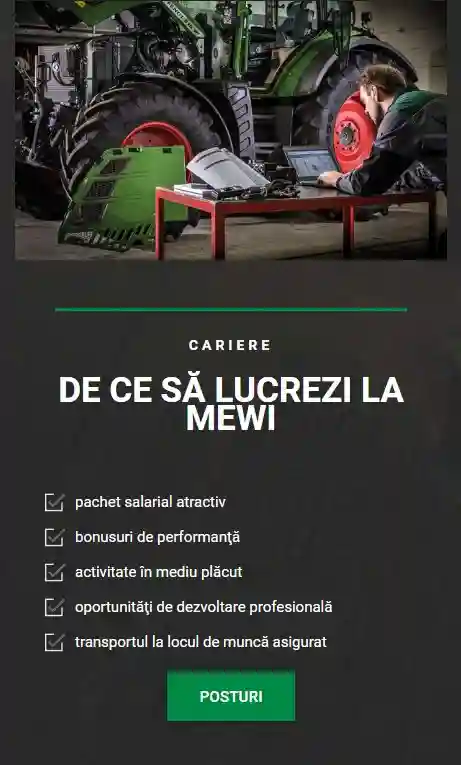 CARIERE
DE CE SĂ LUCREZI LA
MEWI
pachet salarial atractiv
bonusuri de performanță
activitate în mediu plăcut
oportunități de dezvoltare profesională
transportul la locul de muncă asigurat
POSTURI